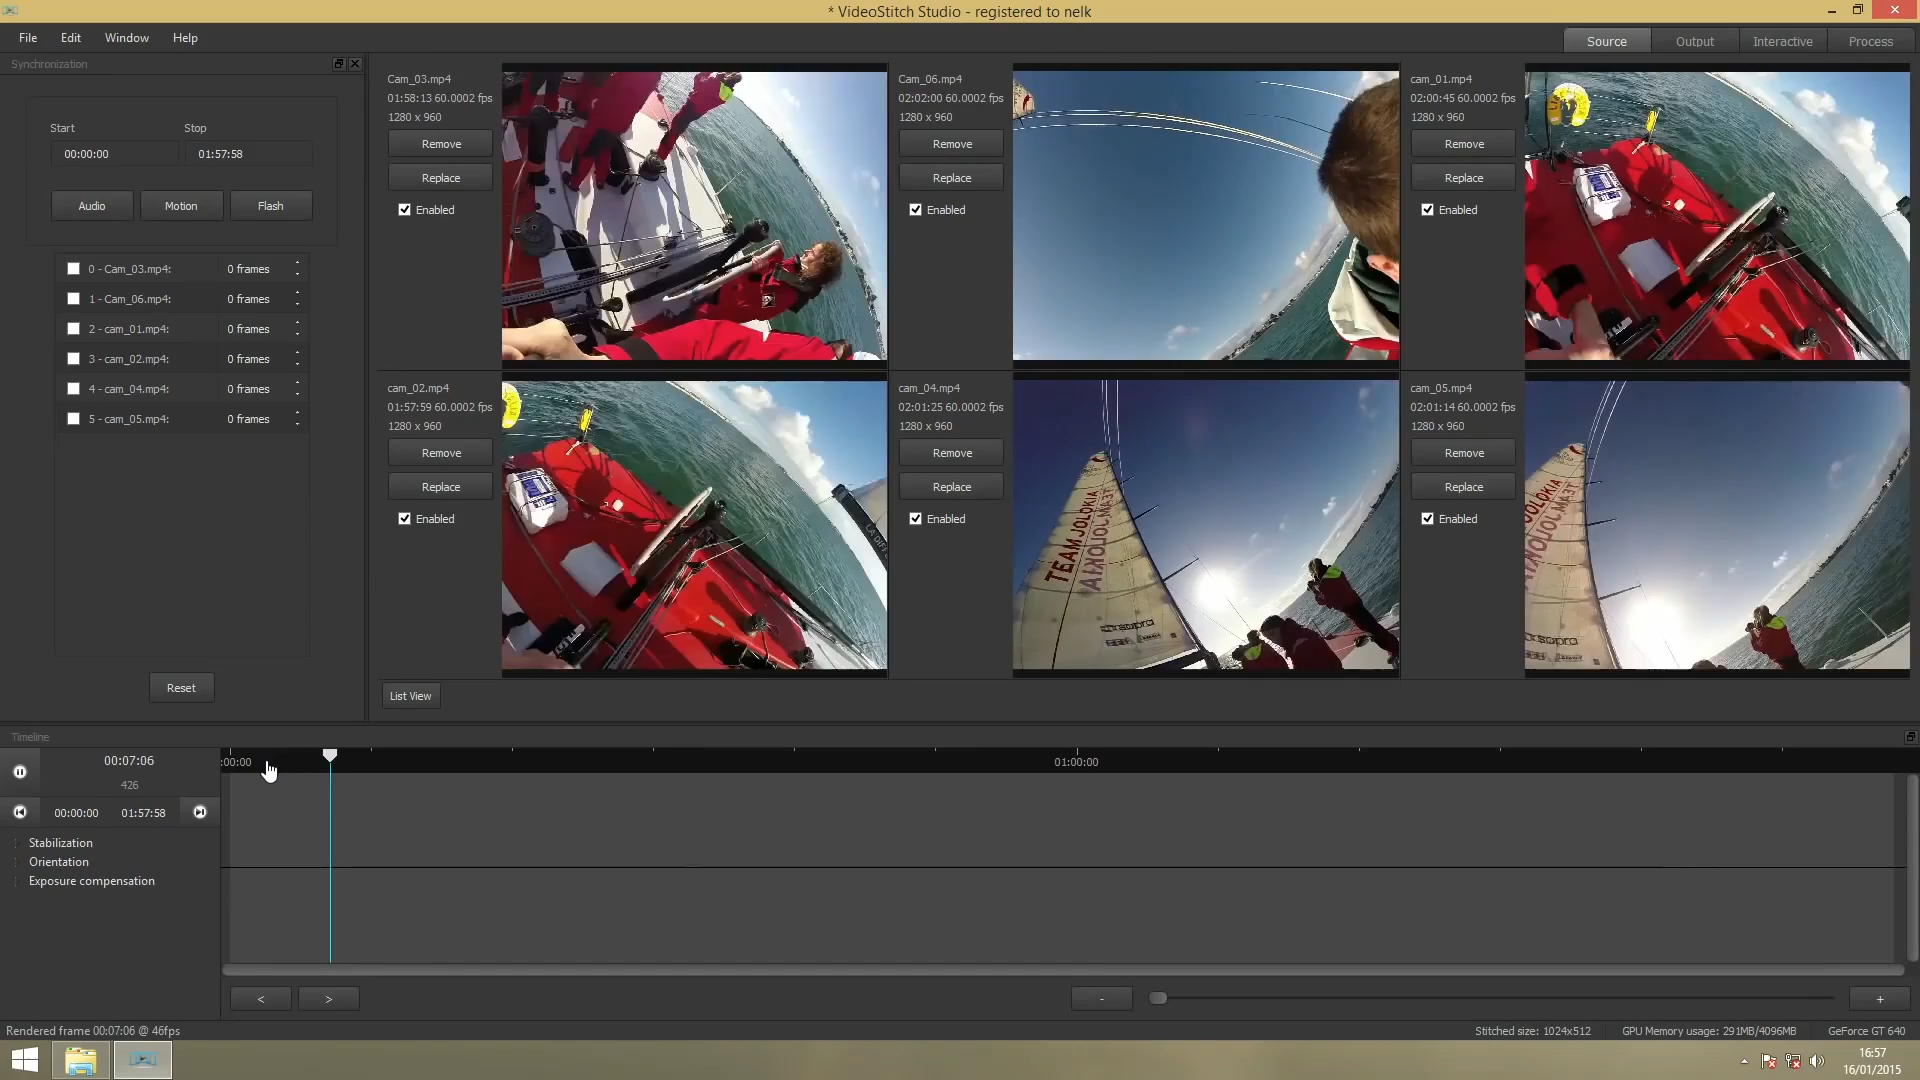 * VideoStitch Studio - registered to nelk
File Edit Window Help
Source Output Interactive Process
Synchronization
Start Stop
00:00:00 01:57:58
Audio Motion Flash
0 - Cam_03.mp4: 0 frames
1 - Cam_06.mp4: 0 frames
2 - cam_01.mp4: 0 frames
3 - cam_02.mp4: 0 frames
4 - cam_04.mp4: 0 frames
5 - cam_05.mp4: 0 frames
Reset
Cam_03.mp4
01:58:13 60.0002 fps
1280 x 960
Remove
Replace
Enabled
Cam_06.mp4
02:02:00 60.0002 fps
1280 x 960
Remove
Replace
Enabled
cam_01.mp4
02:00:45 60.0002 fps
1280 x 960
Remove
Replace
Enabled
cam_02.mp4
01:57:59 60.0002 fps
1280 x 960
Remove
Replace
Enabled
LA DIFF
cam_04.mp4
02:01:25 60.0002 fps
1280 x 960
Remove
Replace
Enabled
TEAM JOLOKIA
cam_05.mp4
02:01:14 60.0002 fps
1280 x 960
Remove
Replace
Enabled
List View
Timeline
00:07:06
426
00:00:00 01:57:58
:00:00
01:00:00
Stabilization
Orientation
Exposure compensation
< > - +
Rendered frame 00:07:06 @ 46fps
Stitched size: 1024x512 GPU Memory usage: 291MB/4096MB GeForce GT 640
16:57
16/01/2015